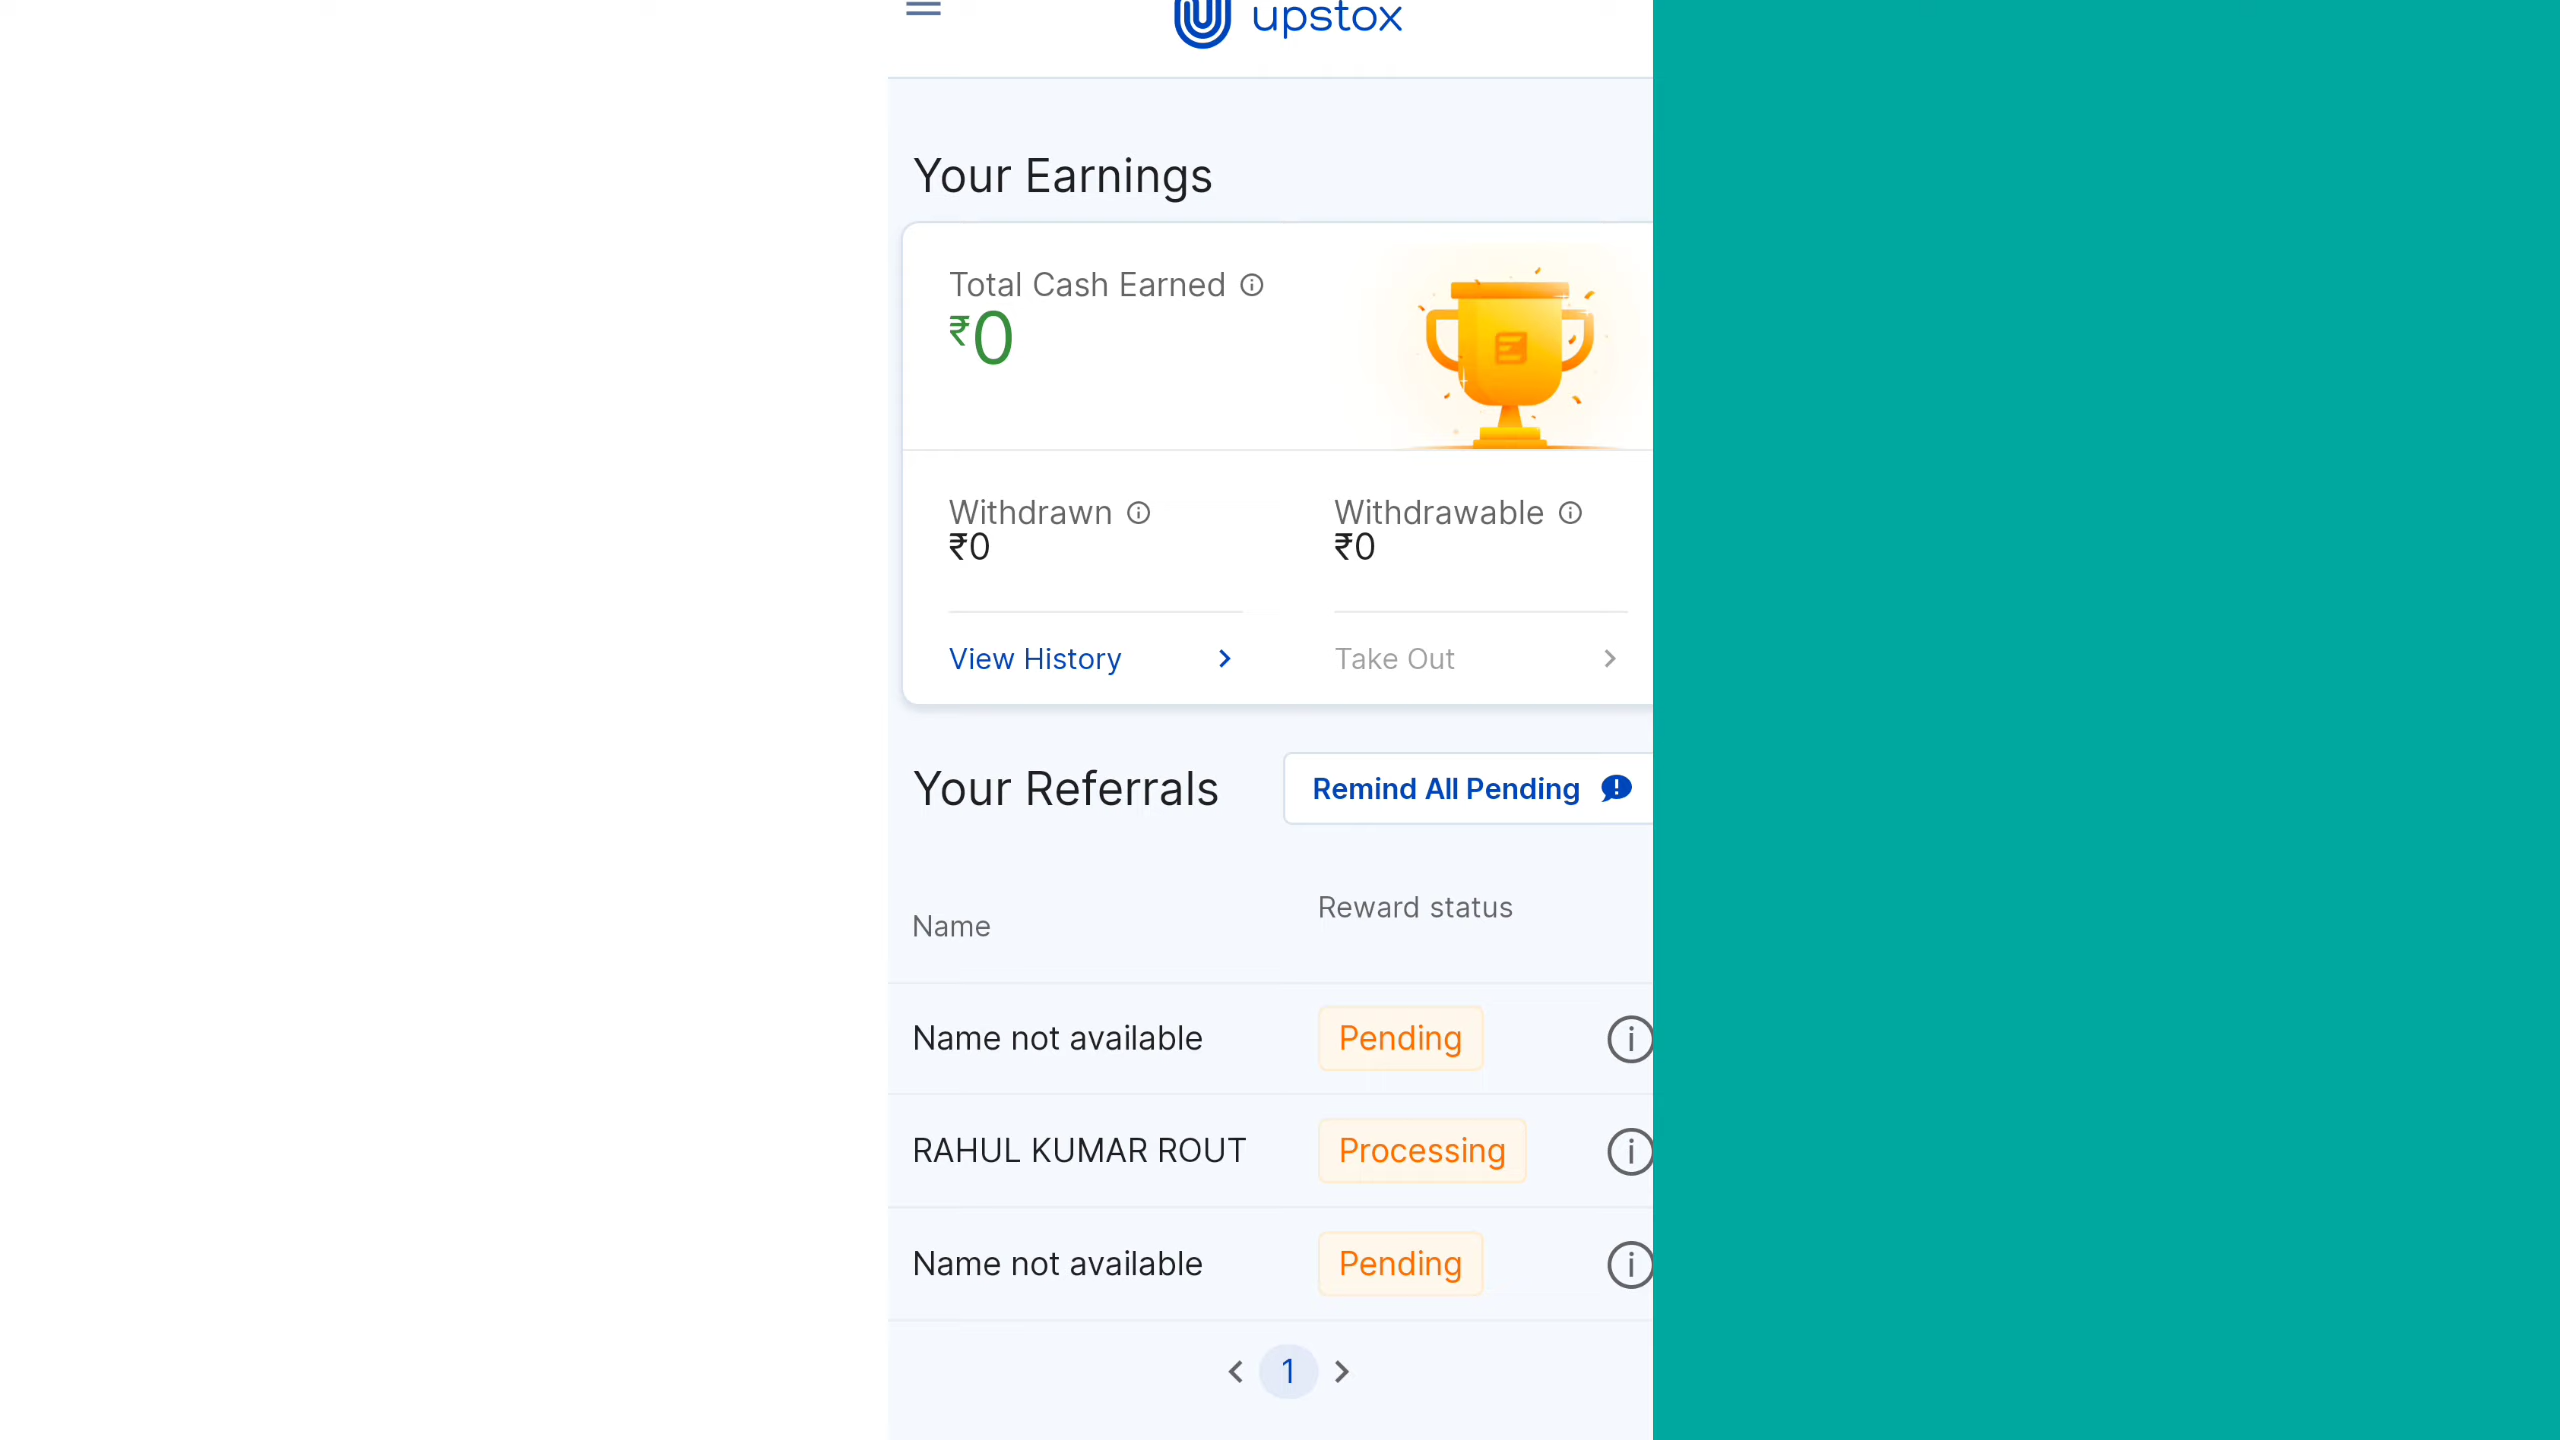 upstox
Your Earnings
Total Cash Earned
₹0
Withdrawn
₹0
Withdrawable
₹0
View History
Take Out
Your Referrals
Remind All Pending
Name
Reward status
Name not available
Pending
RAHUL KUMAR ROUT
Processing
Name not available
Pending
1